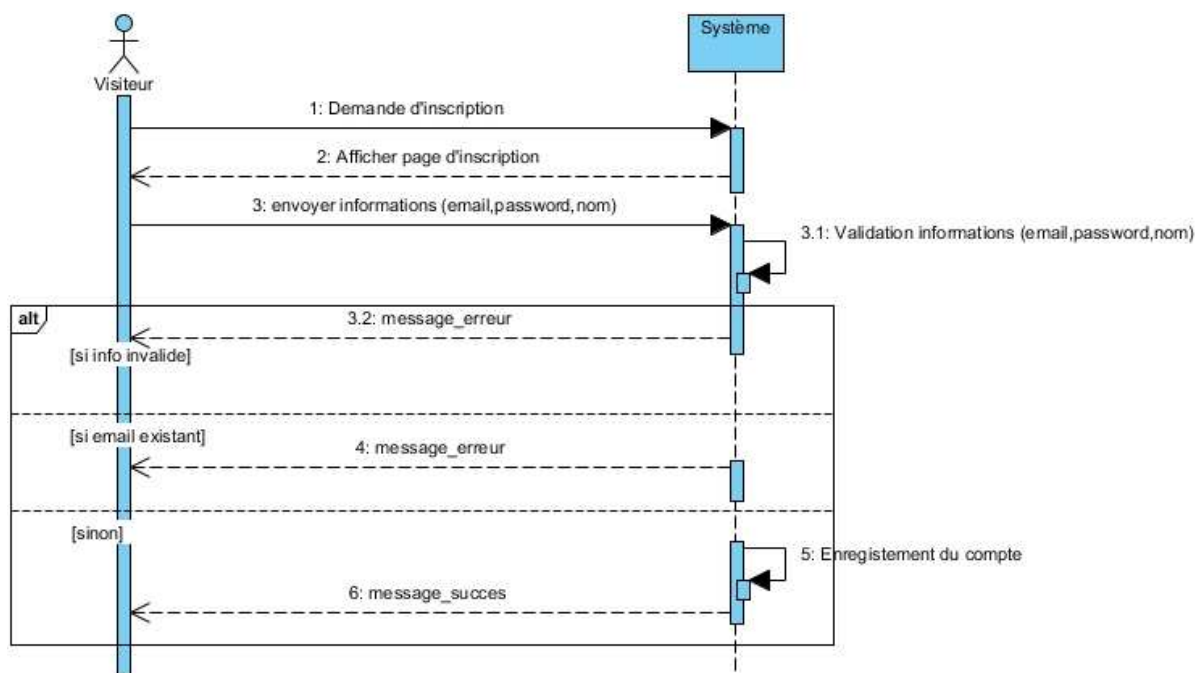 Système
Visiteur
1: Demande d'inscription
2: Afficher page d'inscription
3: envoyer informations (email,password,nom)
3.1: Validation informations (email,password,nom)
alt
3.2: message_erreur
[si info invalide]
[si email existant]
4: message_erreur
[sinon]
5: Enregistement du compte
6: message_succes